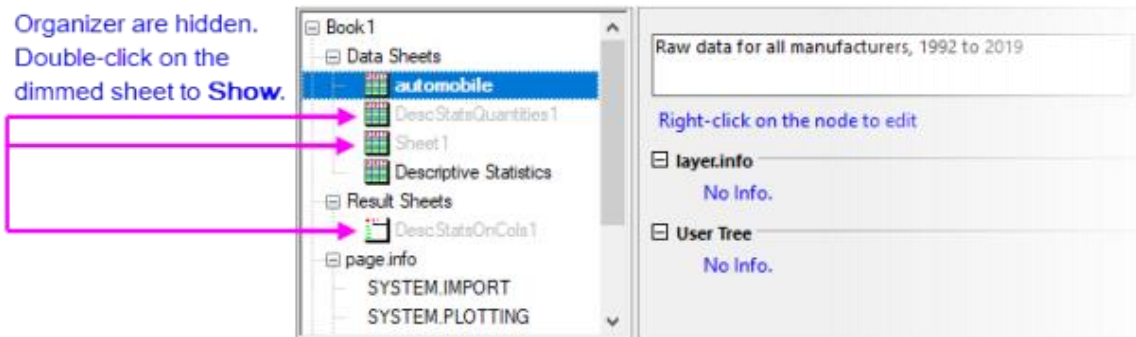 Organizer are hidden.
Double-click on the
dimmed sheet to Show.
Book1
Data Sheets
automobile
DescStatsQuantities1
Sheet1
Descriptive Statistics
Result Sheets
DescStatsOnCols1
page.info
SYSTEM.IMPORT
SYSTEM.PLOTTING
Raw data for all manufacturers, 1992 to 2019
Right-click on the node to edit
layer.info
No Info.
User Tree
No Info.